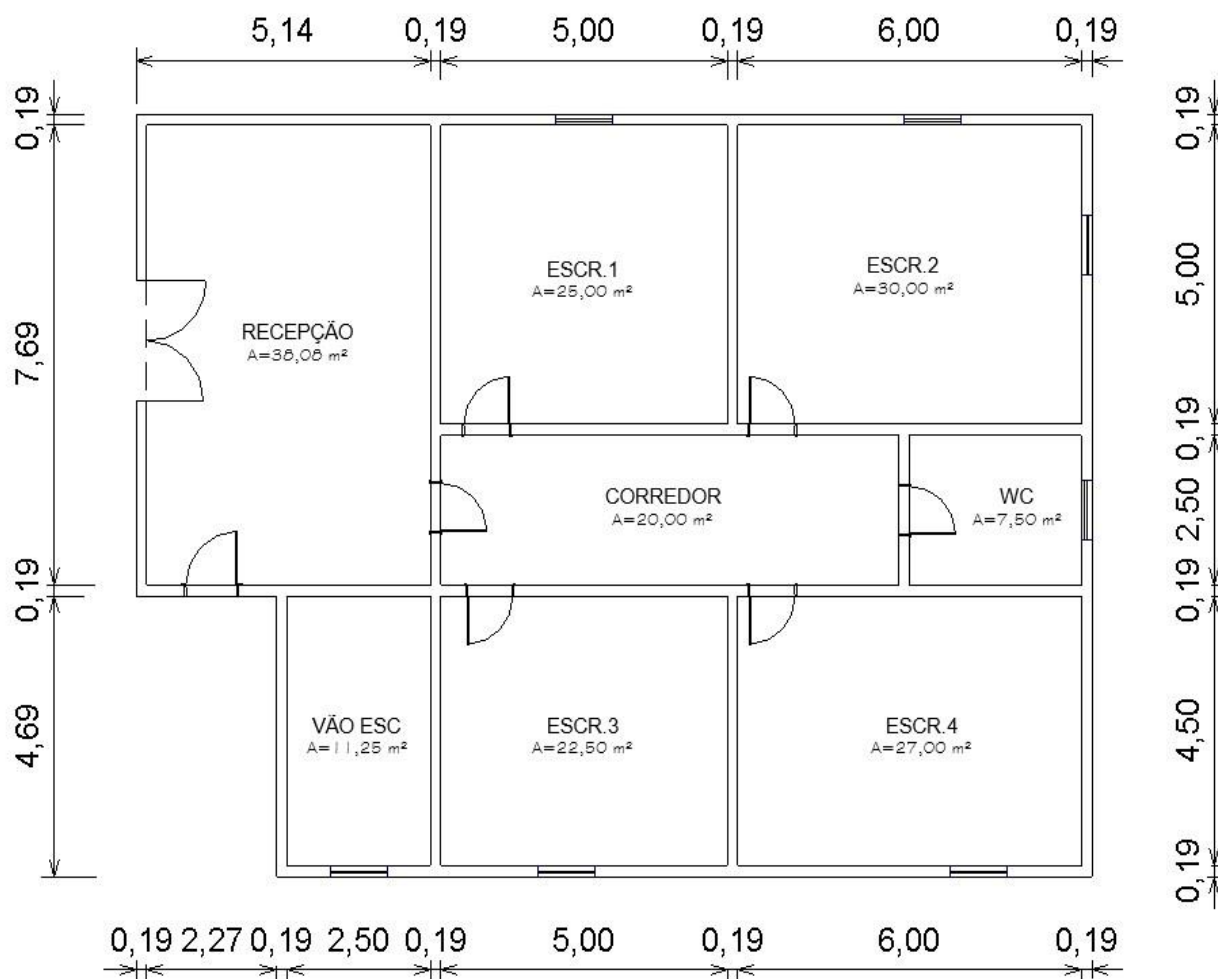 5,14 0,19 5,00 0,19 6,00 0,19
0,19
7,69
0,19
4,69
RECEPÇÃO
A=38,08 m²
ESCR.1
A=25,00 m²
ESCR.2
A=30,00 m²
CORREDOR
A=20,00 m²
WC
A=7,50 m²
VÃO ESC
A=11,25 m²
ESCR.3
A=22,50 m²
ESCR.4
A=27,00 m²
0,19
5,00
0,19
2,50
0,19
4,50
0,19
0,19 2,27 0,19 2,50 0,19 5,00 0,19 6,00 0,19